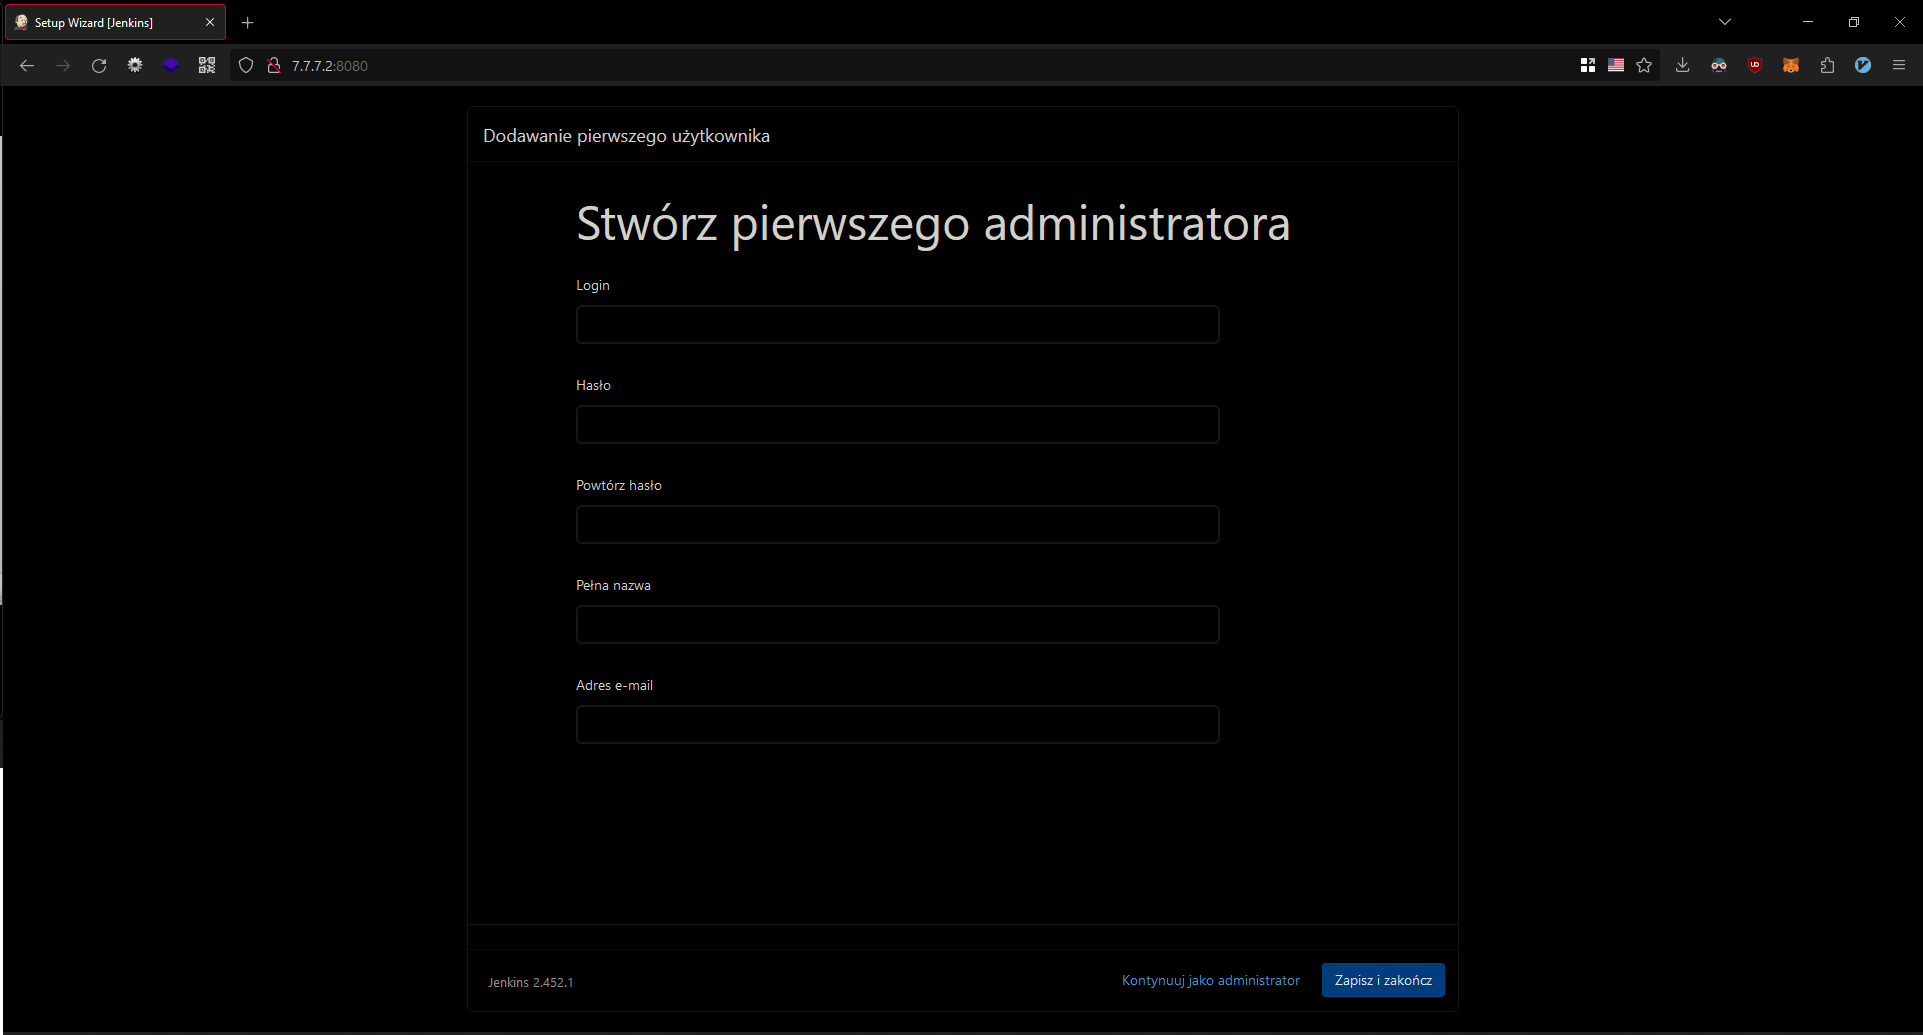 Setup Wizard [Jenkins]
7.7.7.2:8080
Dodawanie pierwszego użytkownika
Stwórz pierwszego administratora
Login
Hasło
Powtórz hasło
Pełna nazwa
Adres e-mail
Jenkins 2.452.1
Kontynuuj jako administrator
Zapisz i zakończ